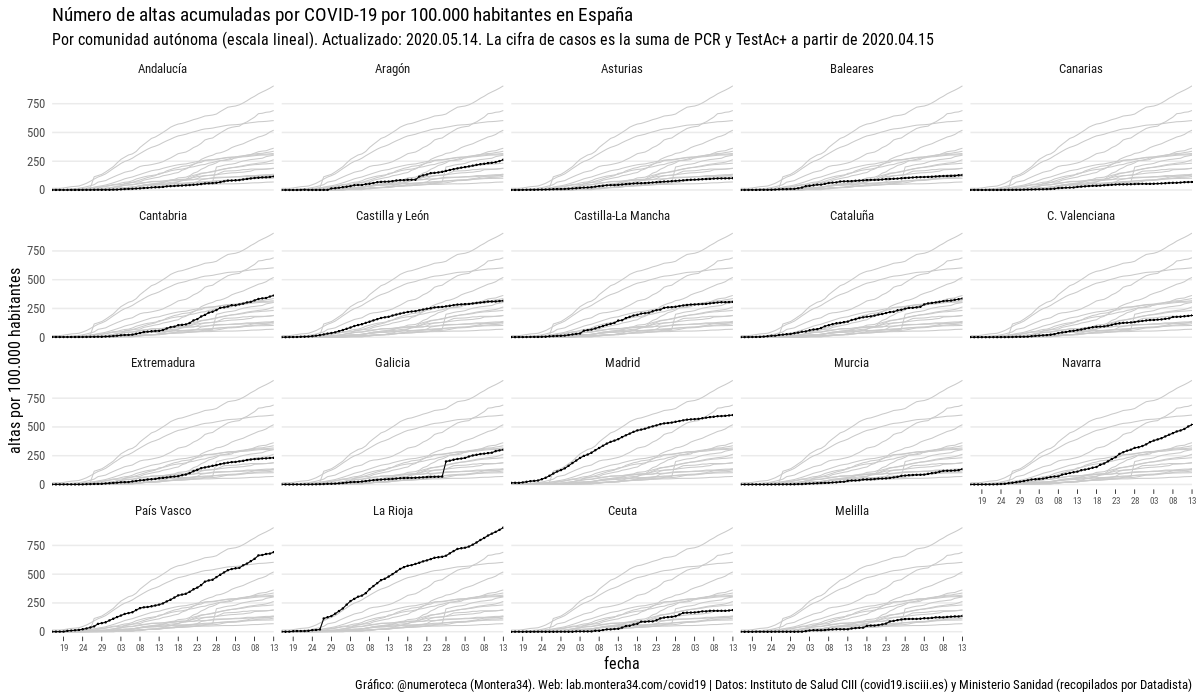 Número de altas acumuladas por COVID-19 por 100.000 habitantes en España
Por comunidad autónoma (escala lineal). Actualizado: 2020.05.14. La cifra de casos es la suma de PCR y TestAc+ a partir de 2020.04.15
altas por 100.000 habitantes
Andalucía Aragón Asturias Baleares Canarias
750
500
250
0
Cantabria Castilla y León Castilla-La Mancha Cataluña C. Valenciana
750
500
250
0
Extremadura Galicia Madrid Murcia Navarra
750
500
250
0
19 24 29 03 08 13 18 23 28 03 08 13
País Vasco La Rioja Ceuta Melilla
750
500
250
0
19 24 29 03 08 13 18 23 28 03 08 13 19 24 29 03 08 13 18 23 28 03 08 13 19 24 29 03 08 13 18 23 28 03 08 13 19 24 29 03 08 13 18 23 28 03 08 13
fecha
Gráfico: @numeroteca (Montera34). Web: lab.montera34.com/covid19 | Datos: Instituto de Salud CIII (covid19.isciii.es) y Ministerio Sanidad (recopilados por Datadista)